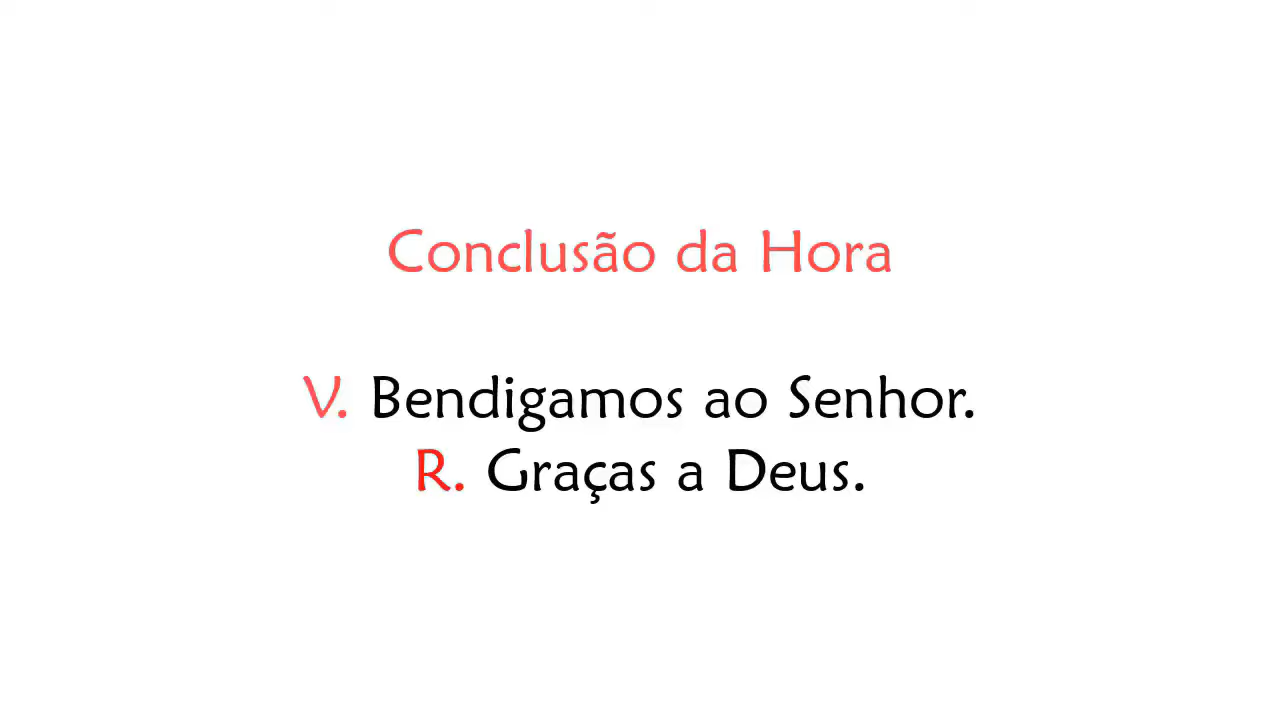 Conclusão da Hora
V. Bendigamos ao Senhor.
R. Graças a Deus.